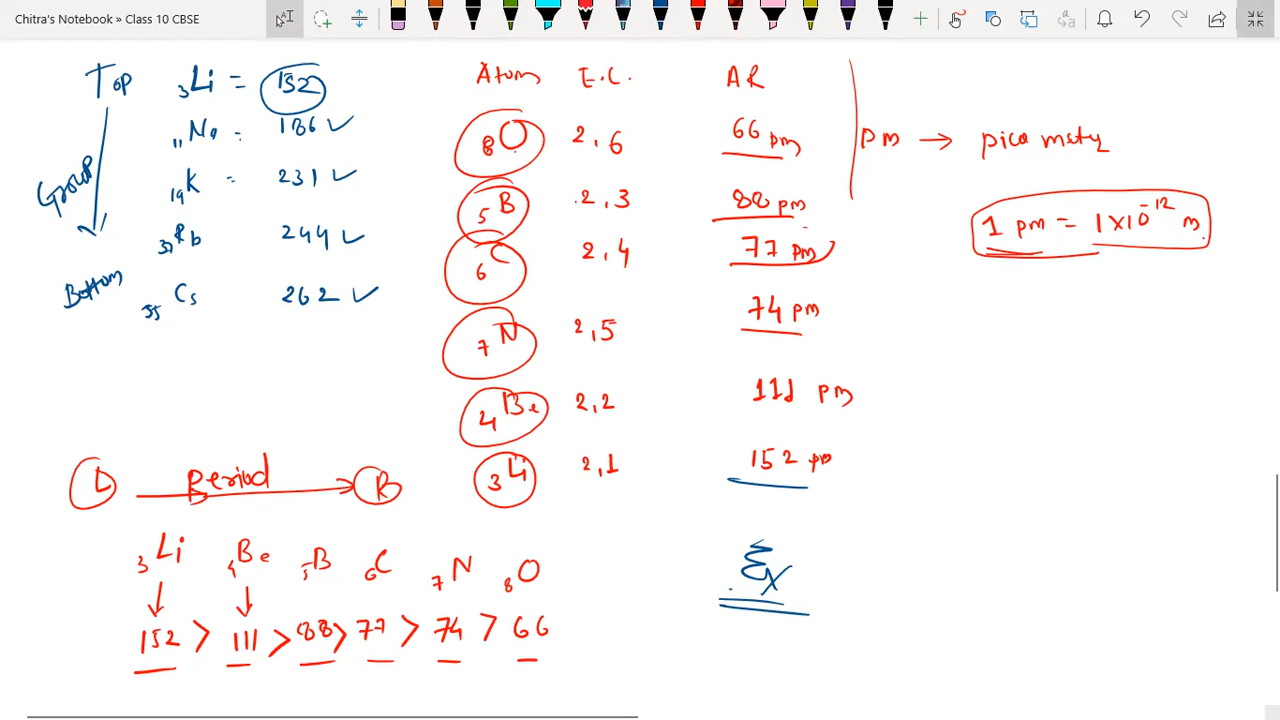 Chitra's Notebook » Class 10 CBSE
Top
Group
Bottom
3Li = 152
11Na = 186 ✓
19K = 231 ✓
37Rb 244 ✓
55Cs 262 ✓
Atom E.C. AR
8O 2,6 66 pm
5B 2,3 88 pm
6C 2,4 77 pm
7N 2,5 74 pm
4Be 2,2 111 pm
3Li 2,1 152 pm
pm → pico meter
1 pm = 1×10⁻¹² m
L Period → R
3Li 4Be 5B 6C 7N 8O
152 > 111 > 88 > 77 > 74 > 66
Ex